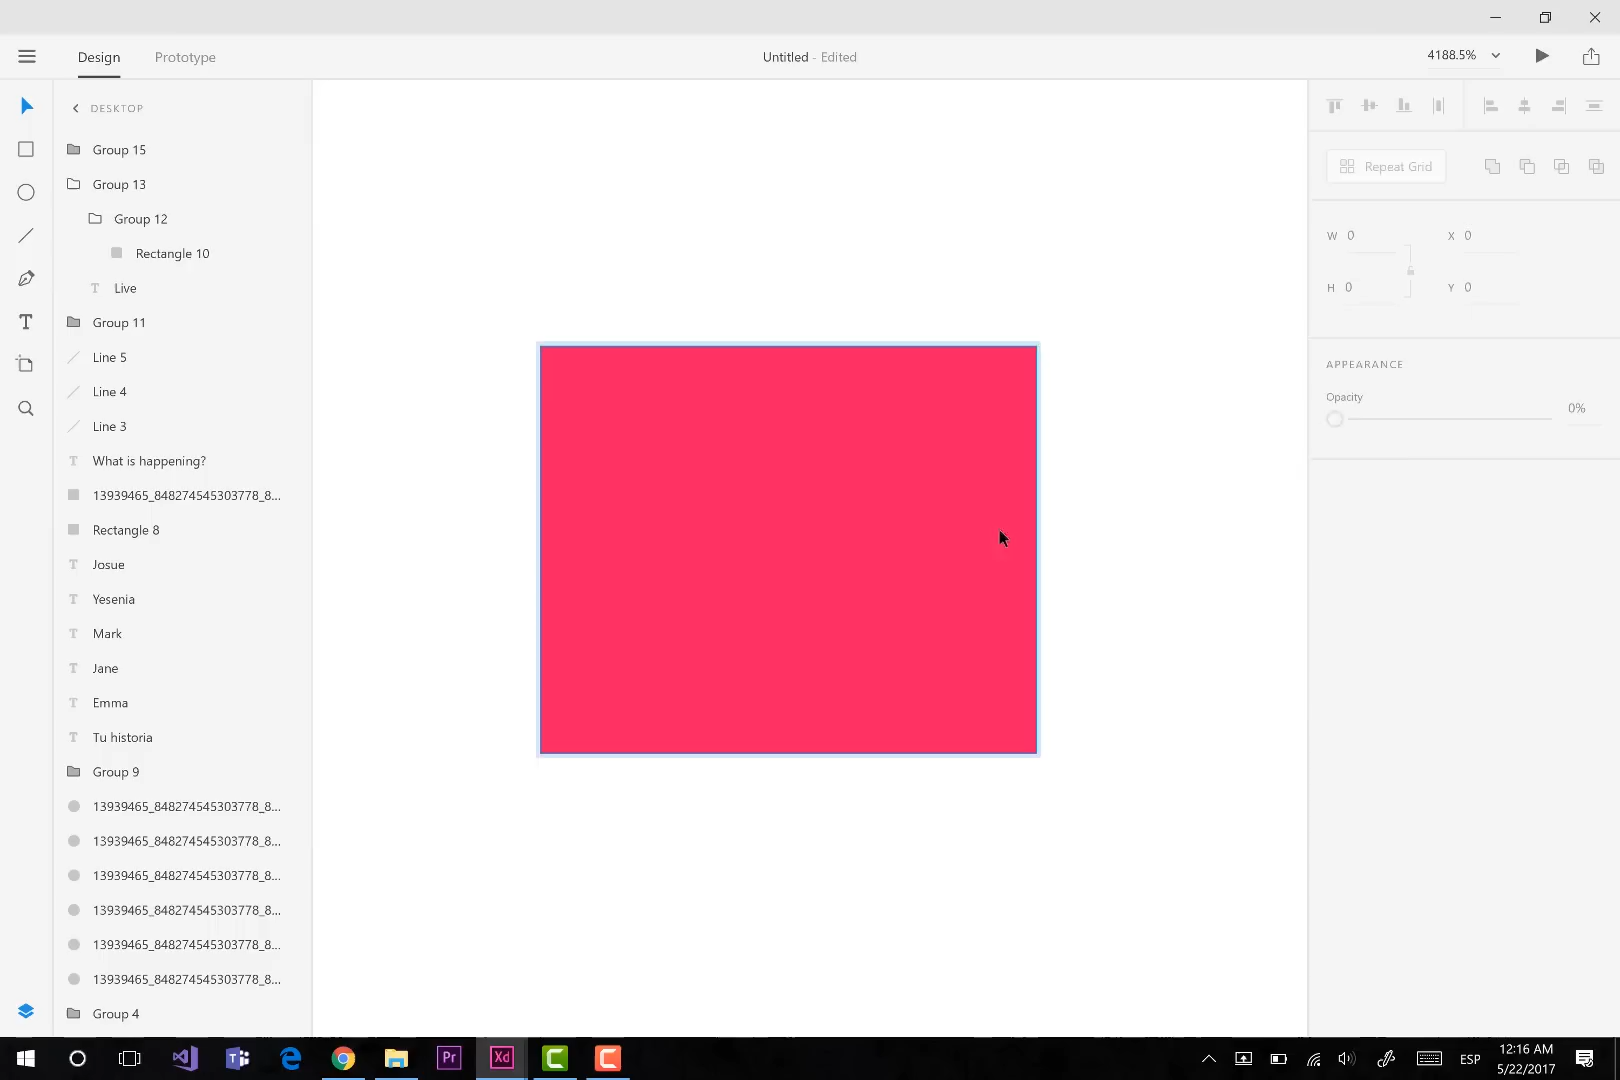 Design
Prototype
Untitled - Edited
4188.5%
DESKTOP
Group 15
Group 13
Group 12
Rectangle 10
Live
Group 11
Line 5
Line 4
Line 3
What is happening?
13939465_848274545303778_8...
Rectangle 8
Josue
Yesenia
Mark
Jane
Emma
Tu historia
Group 9
13939465_848274545303778_8...
13939465_848274545303778_8...
13939465_848274545303778_8...
13939465_848274545303778_8...
13939465_848274545303778_8...
13939465_848274545303778_8...
Group 4
Repeat Grid
W 0
X 0
H 0
Y 0
APPEARANCE
Opacity
0%
Pr
Xd
ESP
12:16 AM
5/22/2017